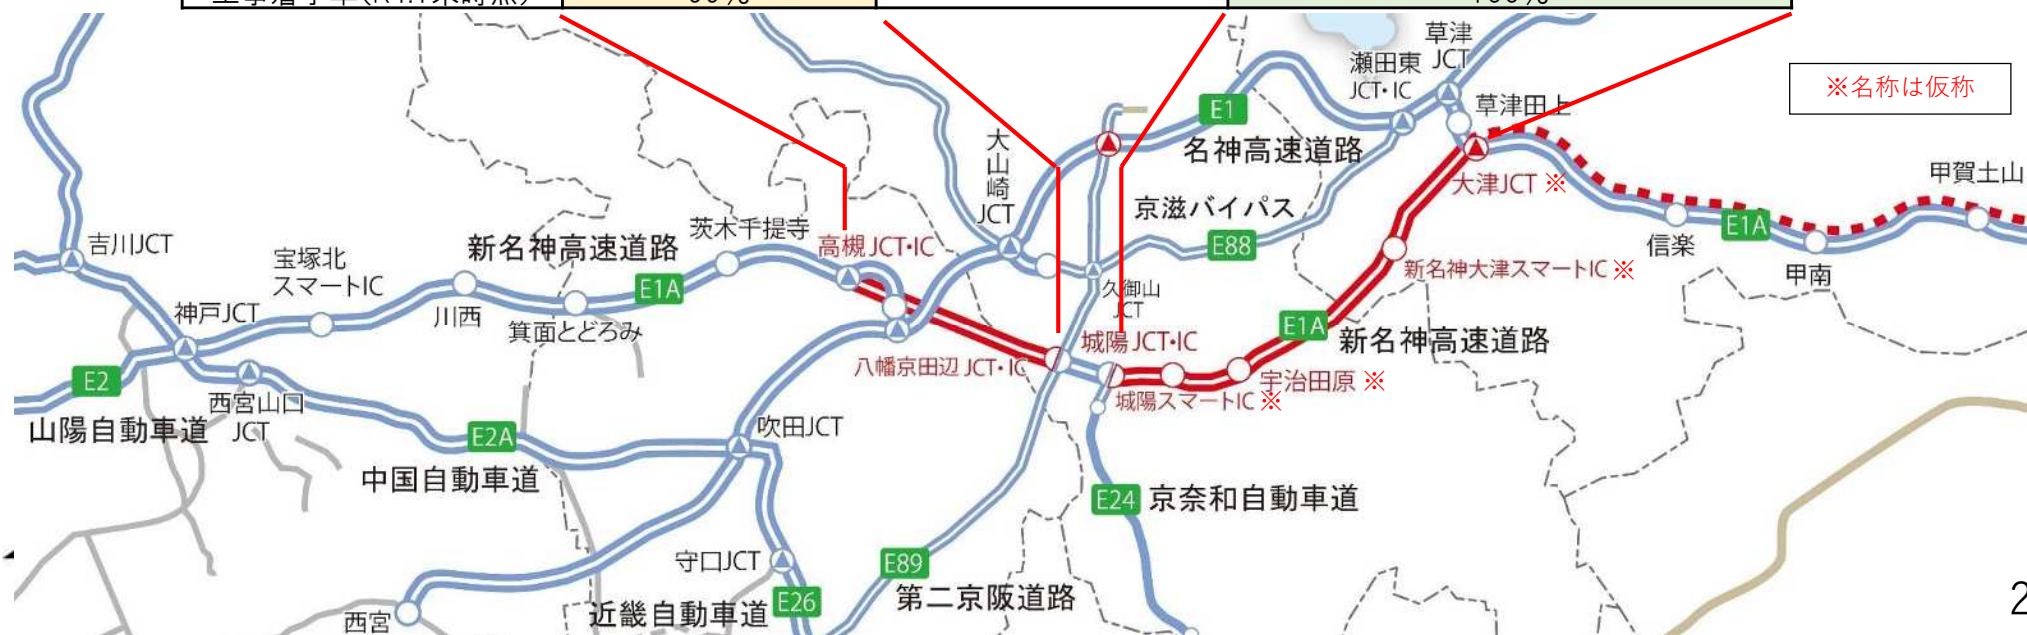 ※名称は仮称
草津
JCT
瀬田東
JCT・IC
草津田上
E1
名神高速道路
大津JCT ※
甲賀土山
大山崎JCT
京滋バイパス
E88
E1A
信楽
甲南
吉川JCT
宝塚北
スマートIC
新名神高速道路
茨木千提寺
高槻JCT・IC
E1A
新名神大津スマートIC ※
久御山
JCT
神戸JCT
川西
箕面とどろみ
八幡京田辺 JCT・IC
城陽JCT・IC
E1A
新名神高速道路
宇治田原 ※
城陽スマートIC ※
E2
山陽自動車道
西宮山口
JCT
E2A
中国自動車道
吹田JCT
E24
京奈和自動車道
守口JCT
E89
第二京阪道路
西宮
近畿自動車道
E26
2